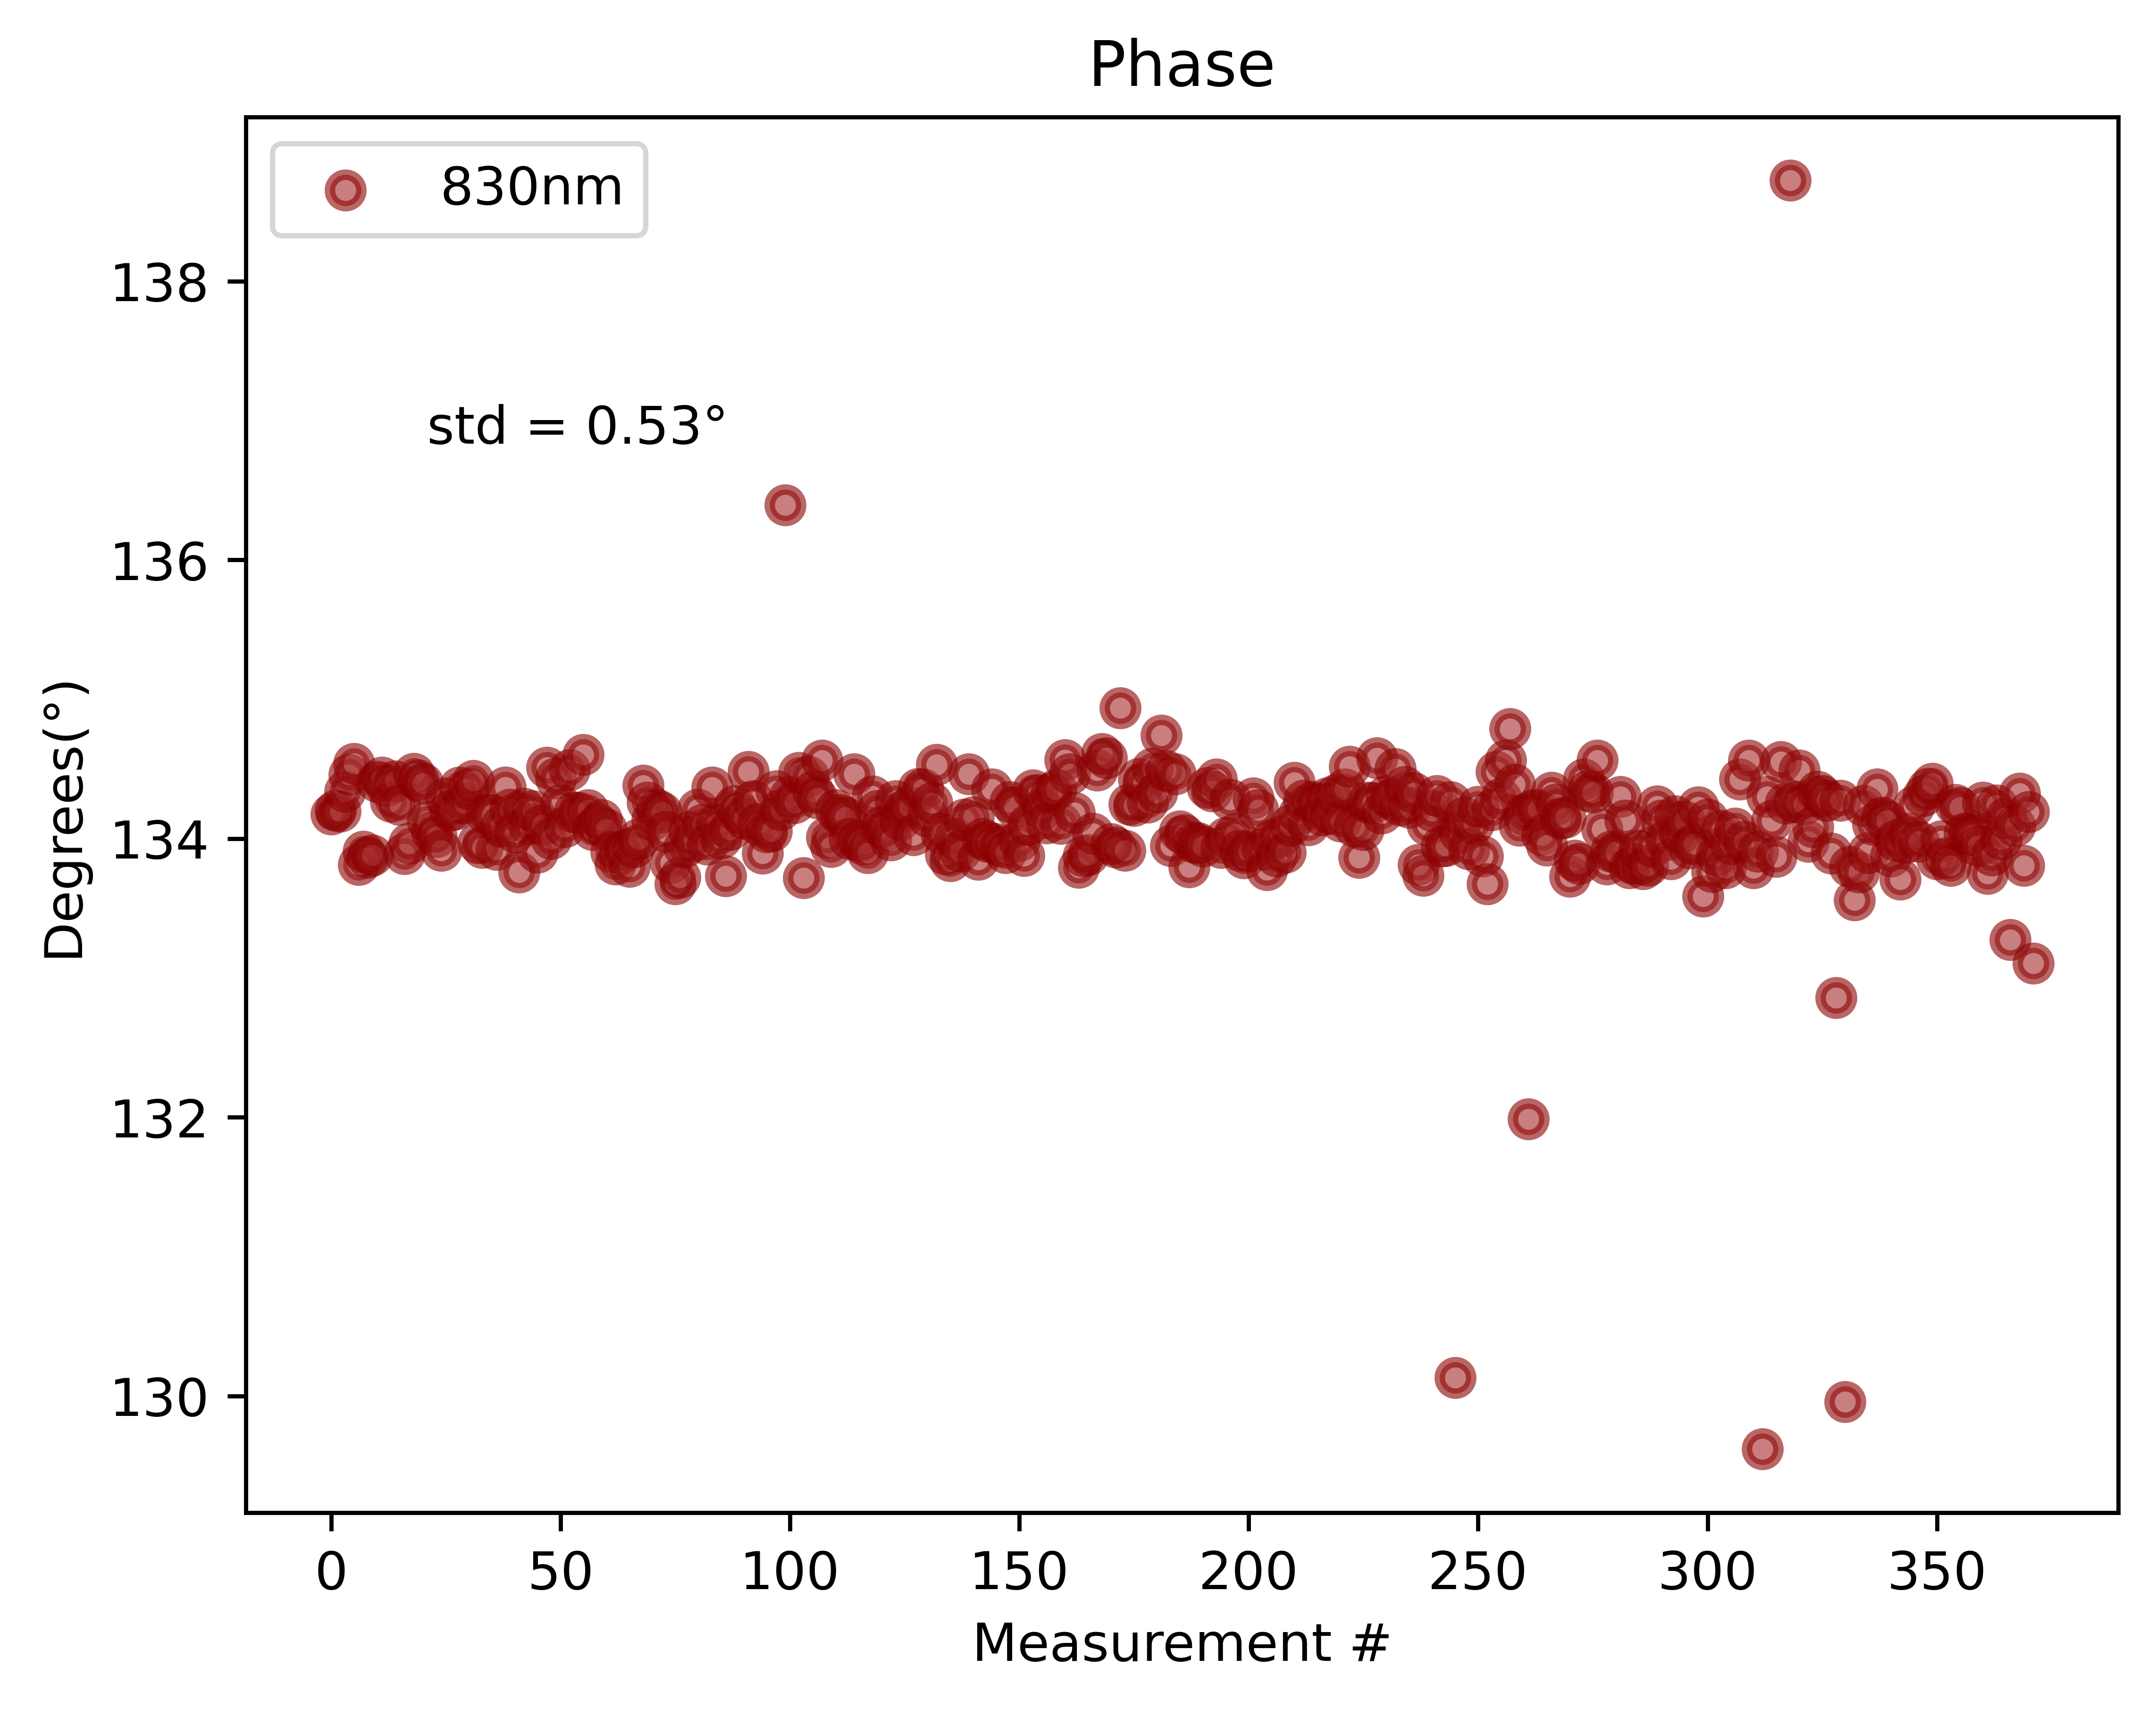 Phase
830nm
std = 0.53°
Degrees(°)
138
136
134
132
130
0 50 100 150 200 250 300 350
Measurement #